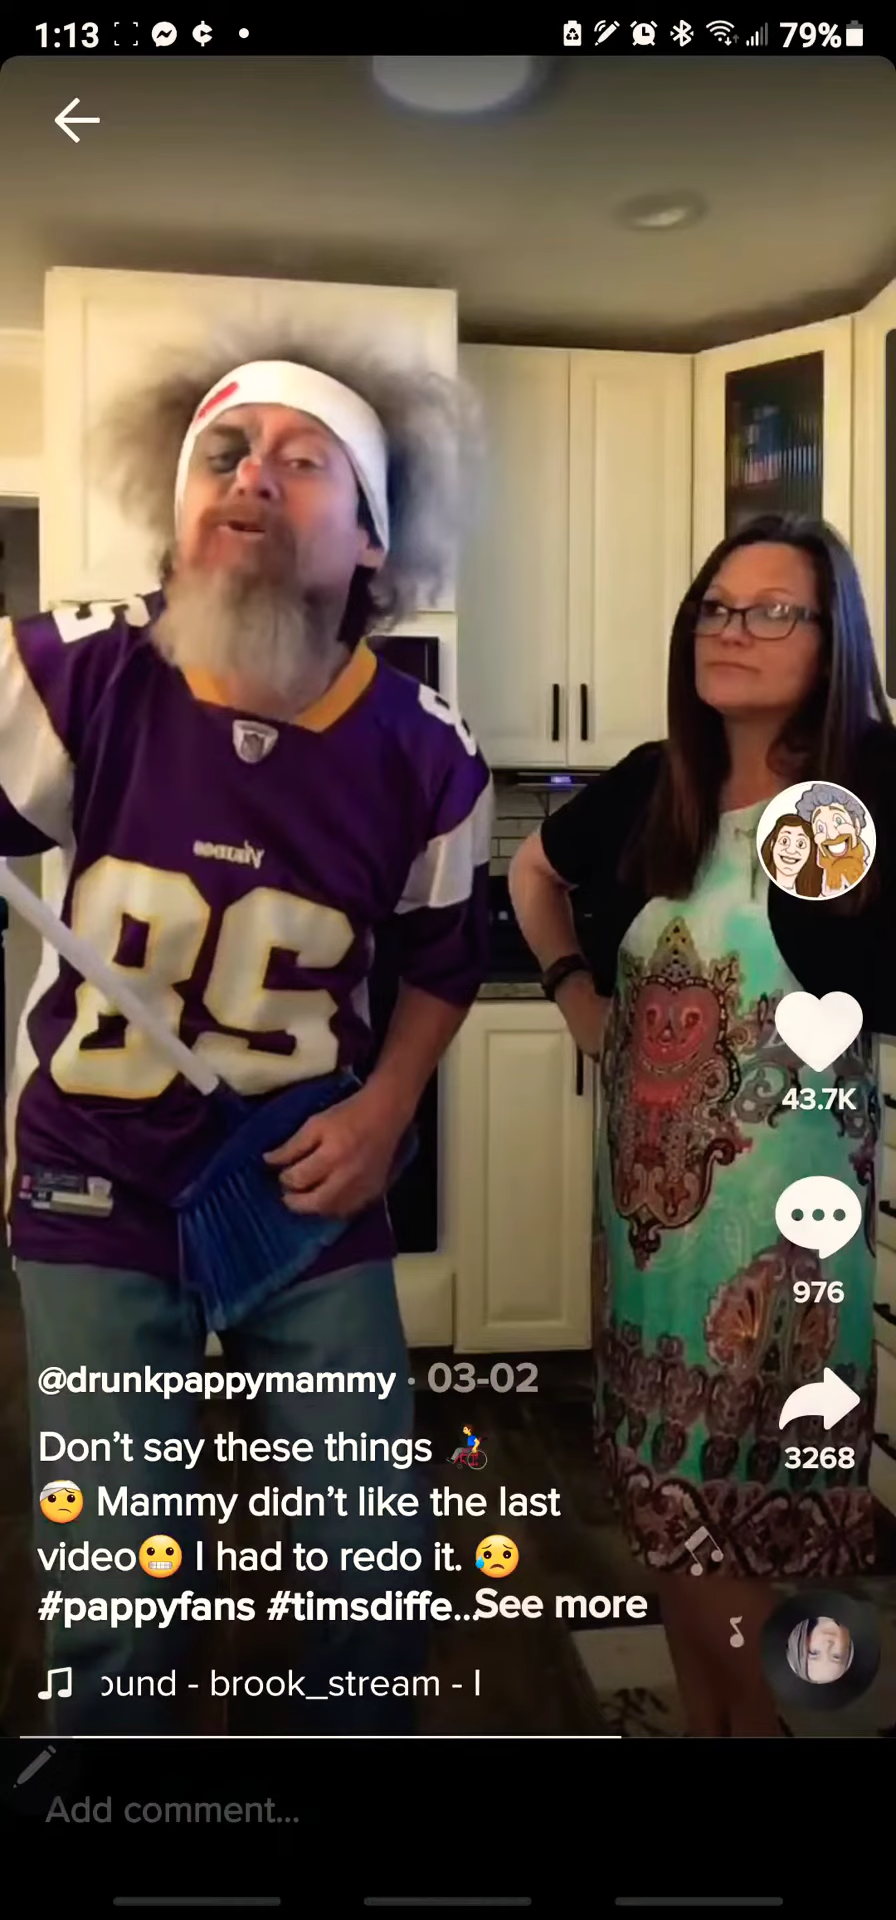 1:13
79%
85
43.7K
976
3268
@drunkpappymammy · 03-02
Don't say these things 🧑‍🦽
🤕 Mammy didn't like the last
video😬 I had to redo it. 😥
#pappyfans #timsdiffe...See more
ound - brook_stream - I
Add comment...